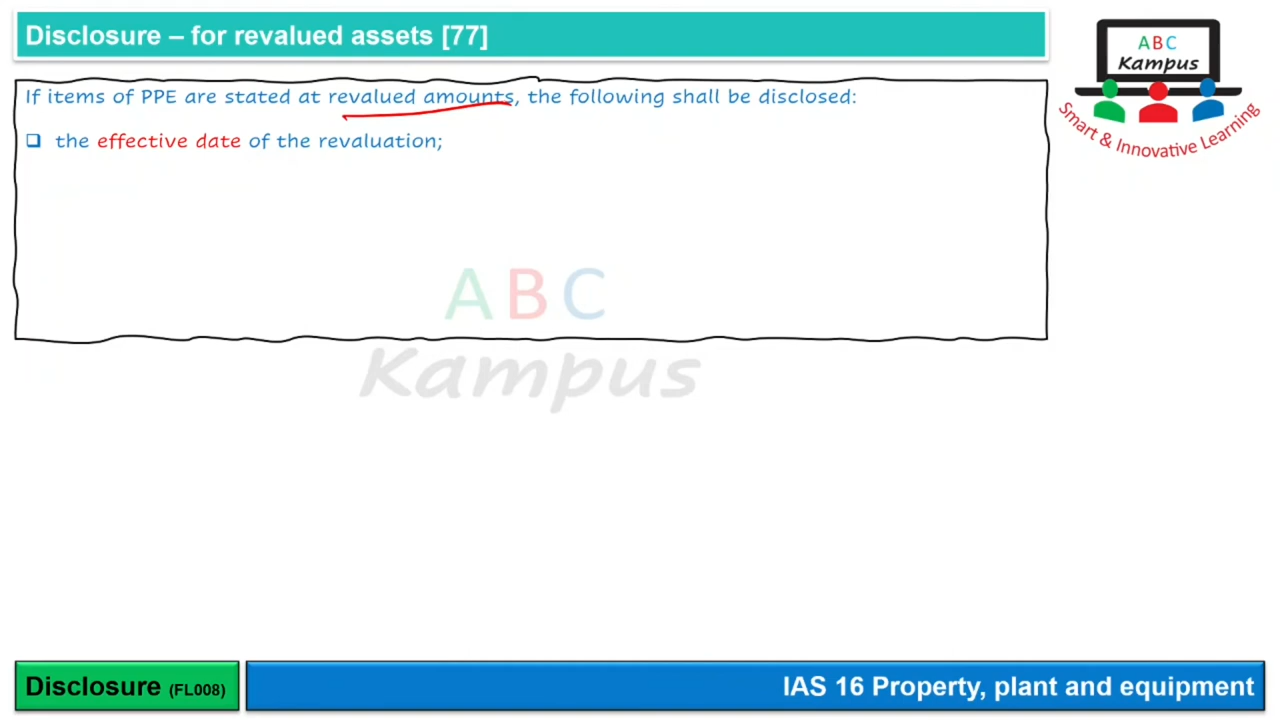 Disclosure – for revalued assets [77]
ABC
Kampus
Smart & Innovative Learning
If items of PPE are stated at revalued amounts, the following shall be disclosed:
❑ the effective date of the revaluation;
ABC
Kampus
Disclosure (FL008)
IAS 16 Property, plant and equipment